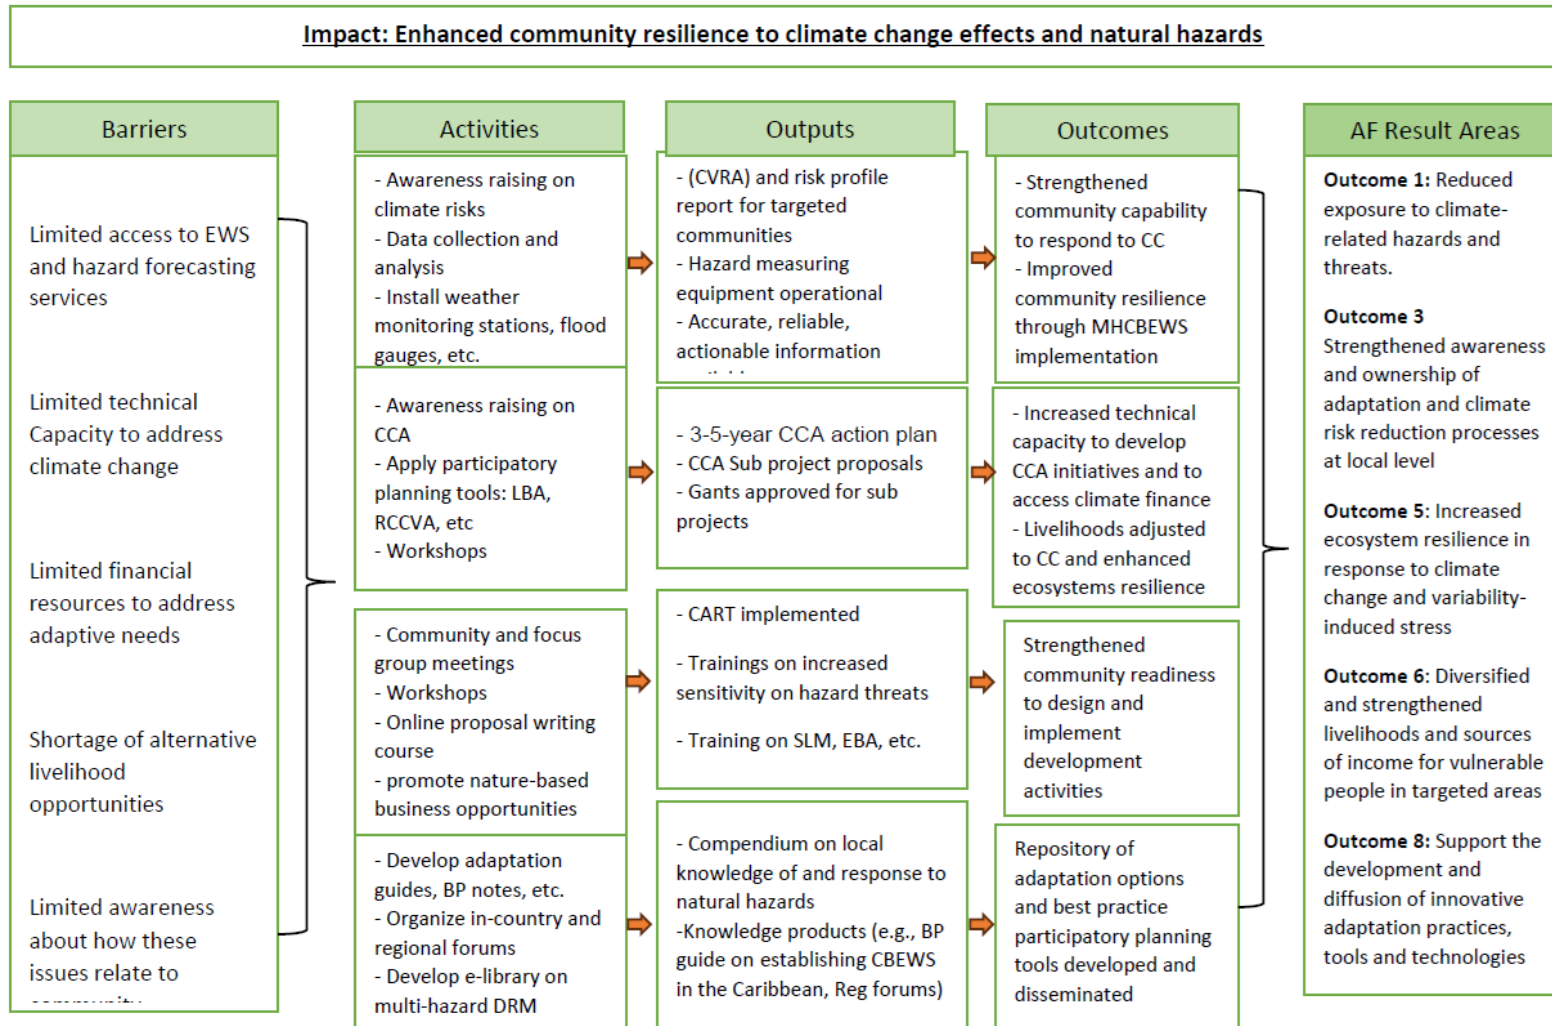 Impact: Enhanced community resilience to climate change effects and natural hazards
Barriers
Limited access to EWS
and hazard forecasting
services
Limited technical
Capacity to address
climate change
Limited financial
resources to address
adaptive needs
Shortage of alternative
livelihood
opportunities
Limited awareness
about how these
issues relate to
Activities
- Awareness raising on
climate risks
- Data collection and
analysis
- Install weather
monitoring stations, flood
gauges, etc.
- Awareness raising on
CCA
- Apply participatory
planning tools: LBA,
RCCVA, etc
- Workshops
- Community and focus
group meetings
- Workshops
- Online proposal writing
course
- promote nature-based
business opportunities
- Develop adaptation
guides, BP notes, etc.
- Organize in-country and
regional forums
- Develop e-library on
multi-hazard DRM
Outputs
- (CVRA) and risk profile
report for targeted
communities
- Hazard measuring
equipment operational
- Accurate, reliable,
actionable information
- 3-5-year CCA action plan
- CCA Sub project proposals
- Gants approved for sub
projects
- CART implemented
- Trainings on increased
sensitivity on hazard threats
- Training on SLM, EBA, etc.
- Compendium on local
knowledge of and response to
natural hazards
-Knowledge products (e.g., BP
guide on establishing CBEWS
in the Caribbean, Reg forums)
Outcomes
- Strengthened
community capability
to respond to CC
- Improved
community resilience
through MHCBEWS
implementation
- Increased technical
capacity to develop
CCA initiatives and to
access climate finance
- Livelihoods adjusted
to CC and enhanced
ecosystems resilience
Strengthened
community readiness
to design and
implement
development
activities
Repository of
adaptation options
and best practice
participatory planning
tools developed and
disseminated
AF Result Areas
Outcome 1: Reduced
exposure to climate-
related hazards and
threats.
Outcome 3
Strengthened awareness
and ownership of
adaptation and climate
risk reduction processes
at local level
Outcome 5: Increased
ecosystem resilience in
response to climate
change and variability-
induced stress
Outcome 6: Diversified
and strengthened
livelihoods and sources
of income for vulnerable
people in targeted areas
Outcome 8: Support the
development and
diffusion of innovative
adaptation practices,
tools and technologies